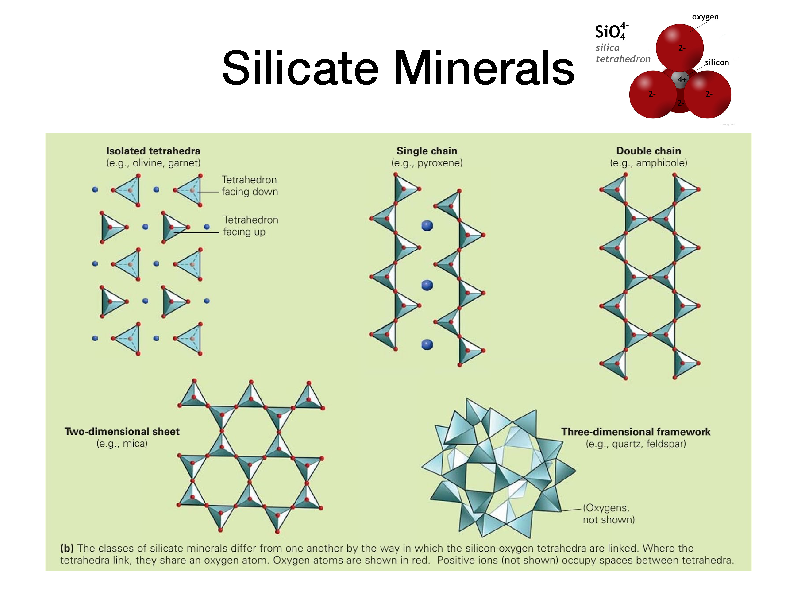 Silicate Minerals
SiO₄⁴⁻
silica
tetrahedron
oxygen
silicon
2-
4+
2-
2-
2-
Isolated tetrahedra
(e.g., olivine, garnet)
Tetrahedron
facing down
Tetrahedron
facing up
Single chain
(e.g., pyroxene)
Double chain
(e.g., amphibole)
Two-dimensional sheet
(e.g., mica)
Three-dimensional framework
(e.g., quartz, feldspar)
(Oxygens,
not shown)
(b) The classes of silicate minerals differ from one another by the way in which the silicon oxygen tetrahedra are linked. Where the
tetrahedra link, they share an oxygen atom. Oxygen atoms are shown in red. Positive ions (not shown) occupy spaces between tetrahedra.